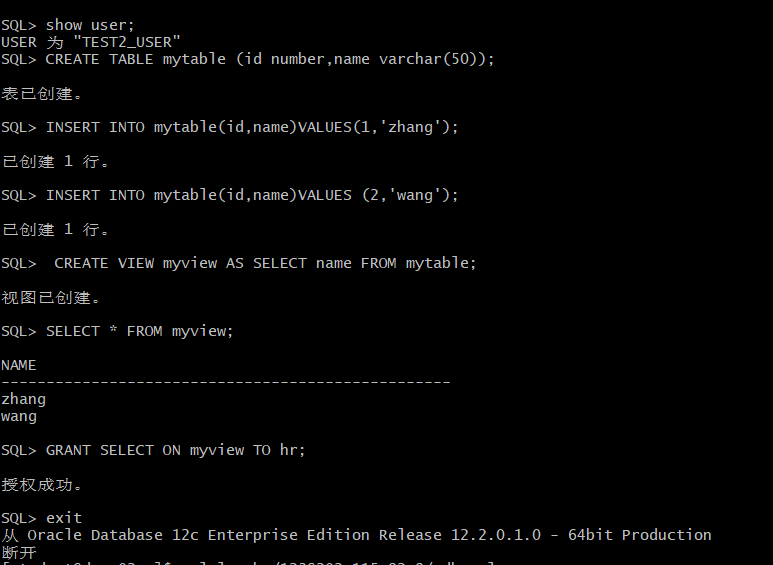 SQL> show user;
USER 为 "TEST2_USER"
SQL> CREATE TABLE mytable (id number,name varchar(50));
表已创建。
SQL> INSERT INTO mytable(id,name)VALUES(1,'zhang');
已创建 1 行。
SQL> INSERT INTO mytable(id,name)VALUES (2,'wang');
已创建 1 行。
SQL>  CREATE VIEW myview AS SELECT name FROM mytable;
视图已创建。
SQL> SELECT * FROM myview;
NAME
--------------------------------------------------
zhang
wang
SQL> GRANT SELECT ON myview TO hr;
授权成功。
SQL> exit
从 Oracle Database 12c Enterprise Edition Release 12.2.0.1.0 - 64bit Production
断开